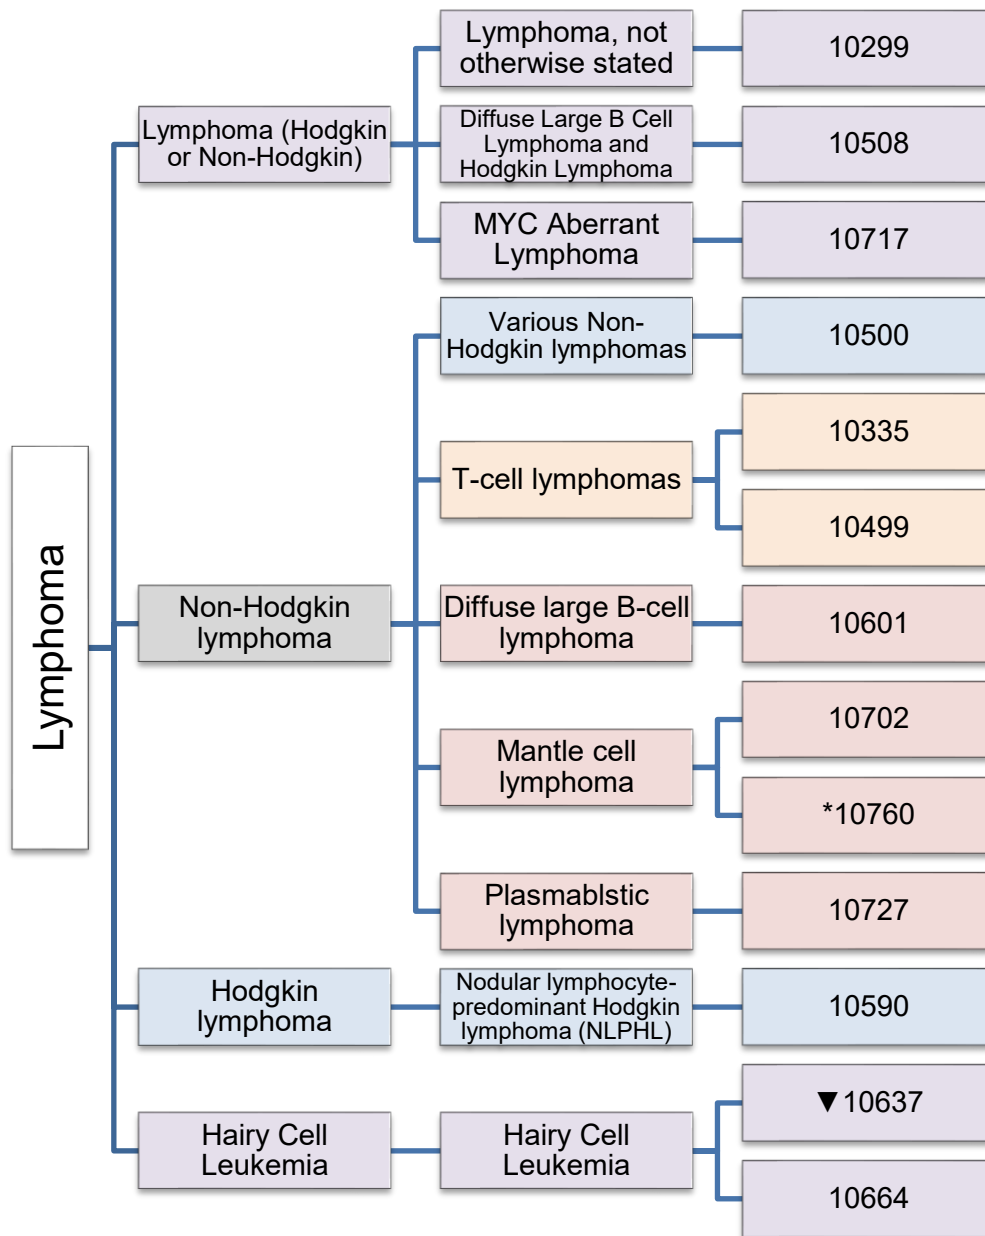 Lymphoma
Lymphoma (Hodgkin
or Non-Hodgkin)
Lymphoma, not
otherwise stated
10299
Diffuse Large B Cell
Lymphoma and
Hodgkin Lymphoma
10508
MYC Aberrant
Lymphoma
10717
Non-Hodgkin
lymphoma
Various Non-
Hodgkin lymphomas
10500
T-cell lymphomas
10335
10499
Diffuse large B-cell
lymphoma
10601
Mantle cell
lymphoma
10702
*10760
Plasmablstic
lymphoma
10727
Hodgkin
lymphoma
Nodular lymphocyte-
predominant Hodgkin
lymphoma (NLPHL)
10590
Hairy Cell
Leukemia
Hairy Cell
Leukemia
▼10637
10664